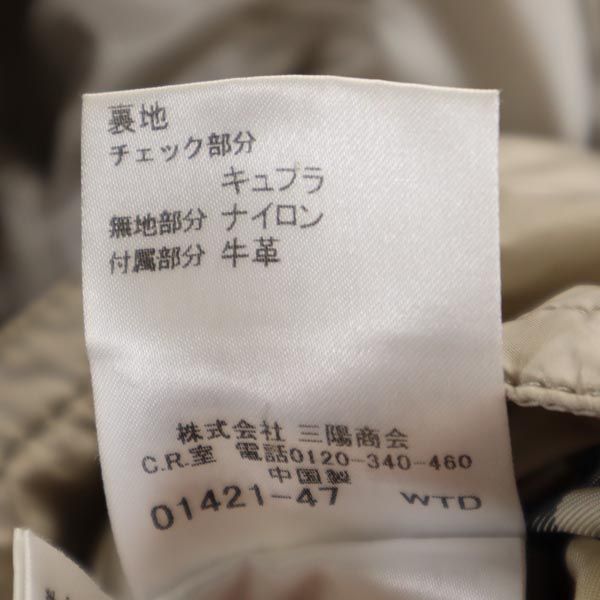 裏地
チェック部分
キュプラ
無地部分 ナイロン
付属部分 牛革
株式会社 三陽商会
C.R.室 電話0120-340-460
中国製
01421-47 WTD